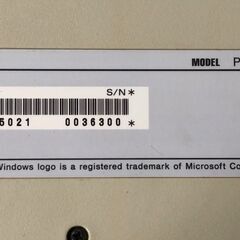 MODEL P
S/N*
5021 0036300 *
Windows logo is a registered trademark of Microsoft Co